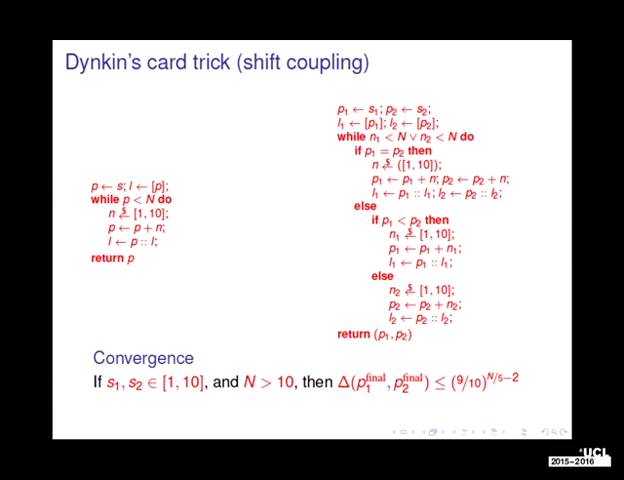 Dynkin's card trick (shift coupling)
p ← s; l ← [p];
while p < N do
n ←$ [1, 10];
p ← p + n;
l ← p :: l;
return p
p₁ ← s₁; p₂ ← s₂;
l₁ ← [p₁]; l₂ ← [p₂];
while n₁ < N ∨ n₂ < N do
if p₁ = p₂ then
n ←$ ([1, 10]);
p₁ ← p₁ + n; p₂ ← p₂ + n;
l₁ ← p₁ :: l₁; l₂ ← p₂ :: l₂;
else
if p₁ < p₂ then
n₁ ←$ [1, 10];
p₁ ← p₁ + n₁;
l₁ ← p₁ :: l₁;
else
n₂ ←$ [1, 10];
p₂ ← p₂ + n₂;
l₂ ← p₂ :: l₂;
return (p₁, p₂)
Convergence
If s₁, s₂ ∈ [1, 10], and N > 10, then Δ(p₁^final, p₂^final) ≤ (9/10)^(N/5−2)
UCL
2015-2016